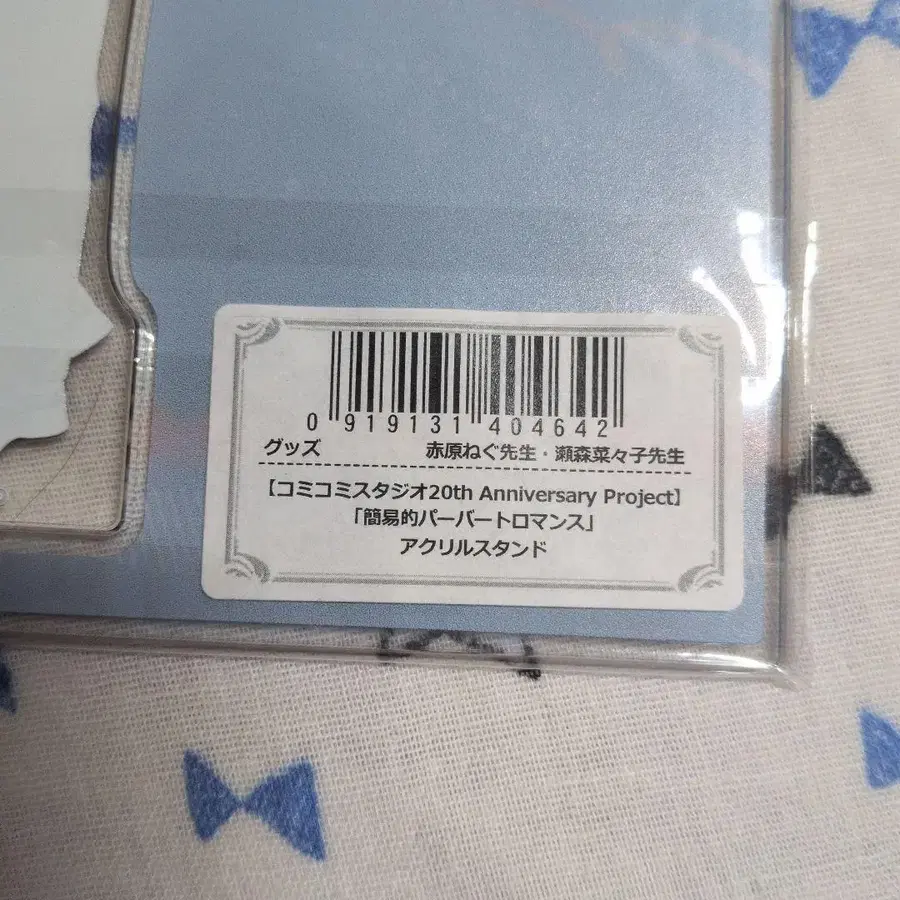 0 919131 404642
グッズ 赤原ねぐ先生・瀬森菜々子先生
【コミコミスタジオ20th Anniversary Project】
「簡易的パーバートロマンス」
アクリルスタンド